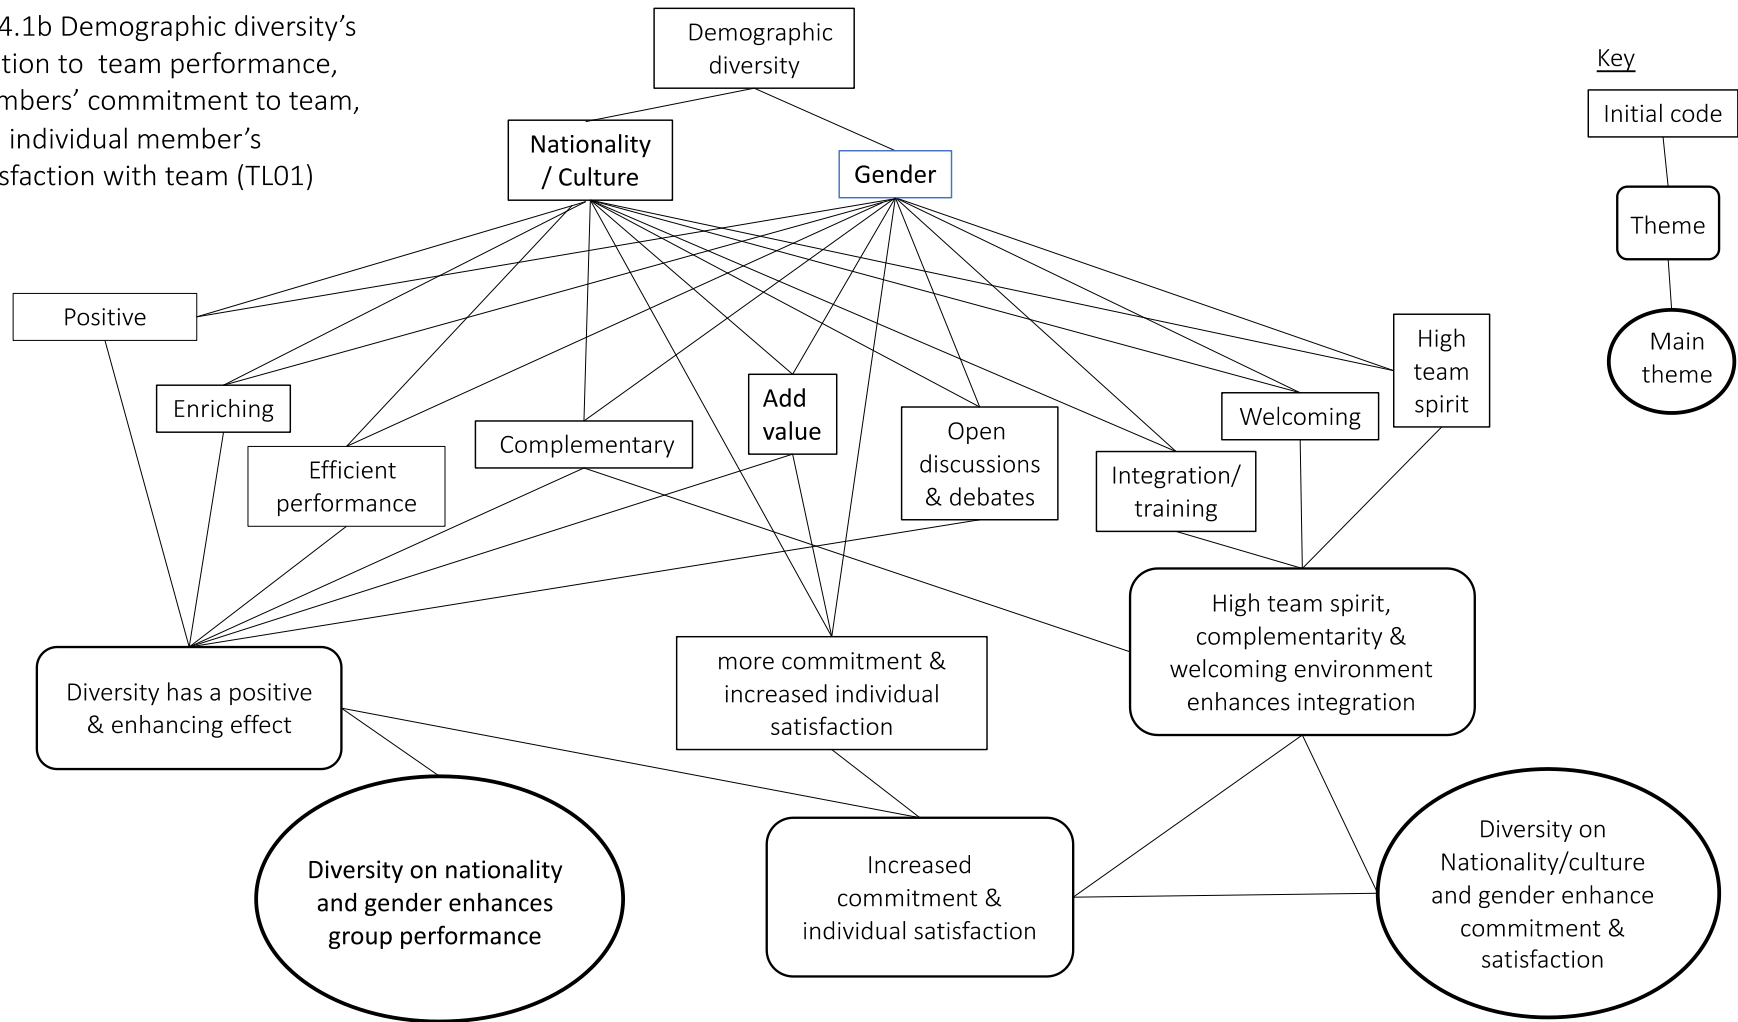 4.1b Demographic diversity's
tion to team performance,
mbers' commitment to team,
individual member's
sfaction with team (TL01)
Demographic
diversity
Key
Initial code
Theme
Main
theme
Nationality
/ Culture
Gender
Positive
Enriching
Efficient
performance
Complementary
Add
value
Open
discussions
& debates
Integration/
training
Welcoming
High
team
spirit
Diversity has a positive
& enhancing effect
more commitment &
increased individual
satisfaction
High team spirit,
complementarity &
welcoming environment
enhances integration
Diversity on nationality
and gender enhances
group performance
Increased
commitment &
individual satisfaction
Diversity on
Nationality/culture
and gender enhance
commitment &
satisfaction